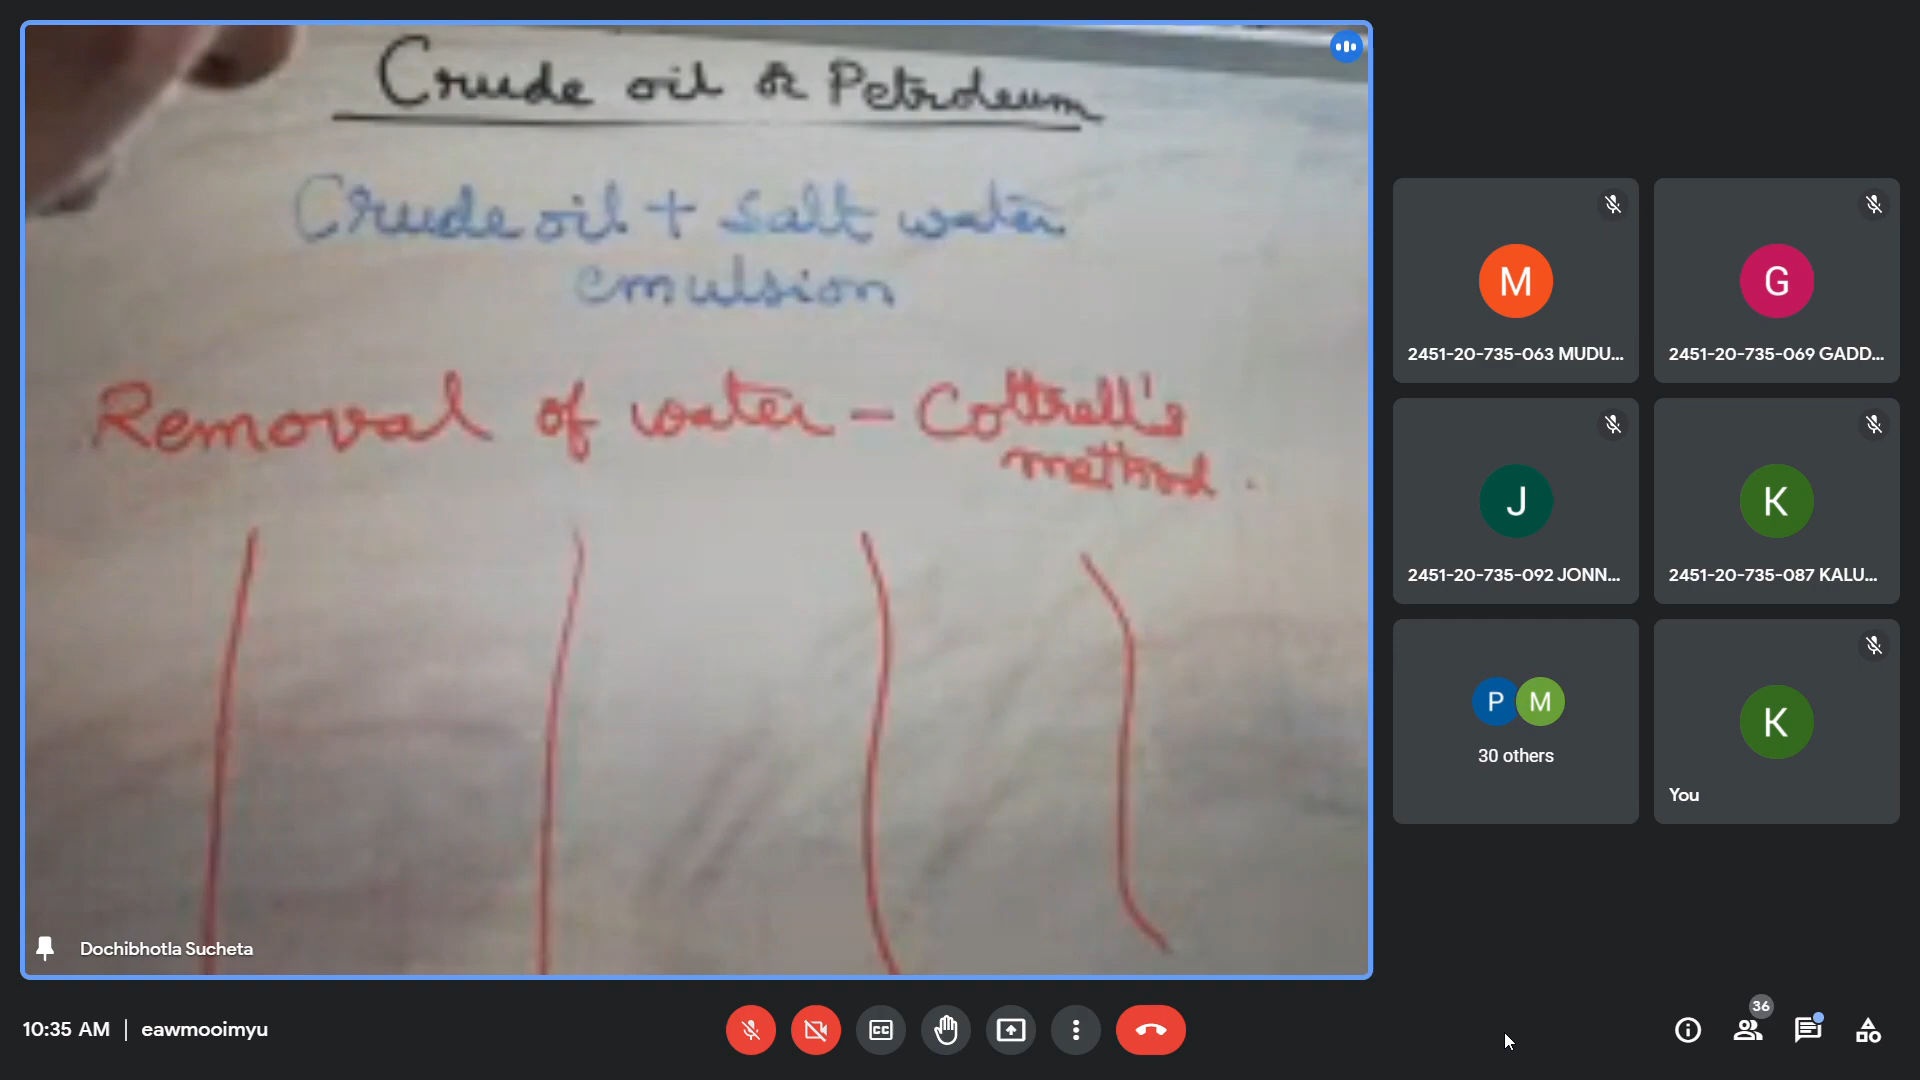 Crude oil or Petroleum
Crude oil + Salt water
emulsion
Removal of water - Cottrell's
method.
Dochibhotla Sucheta
M
2451-20-735-063 MUDU...
G
2451-20-735-069 GADD...
J
2451-20-735-092 JONN...
K
2451-20-735-087 KALU...
P M
30 others
K
You
10:35 AM | eawmooimyu
CC
36